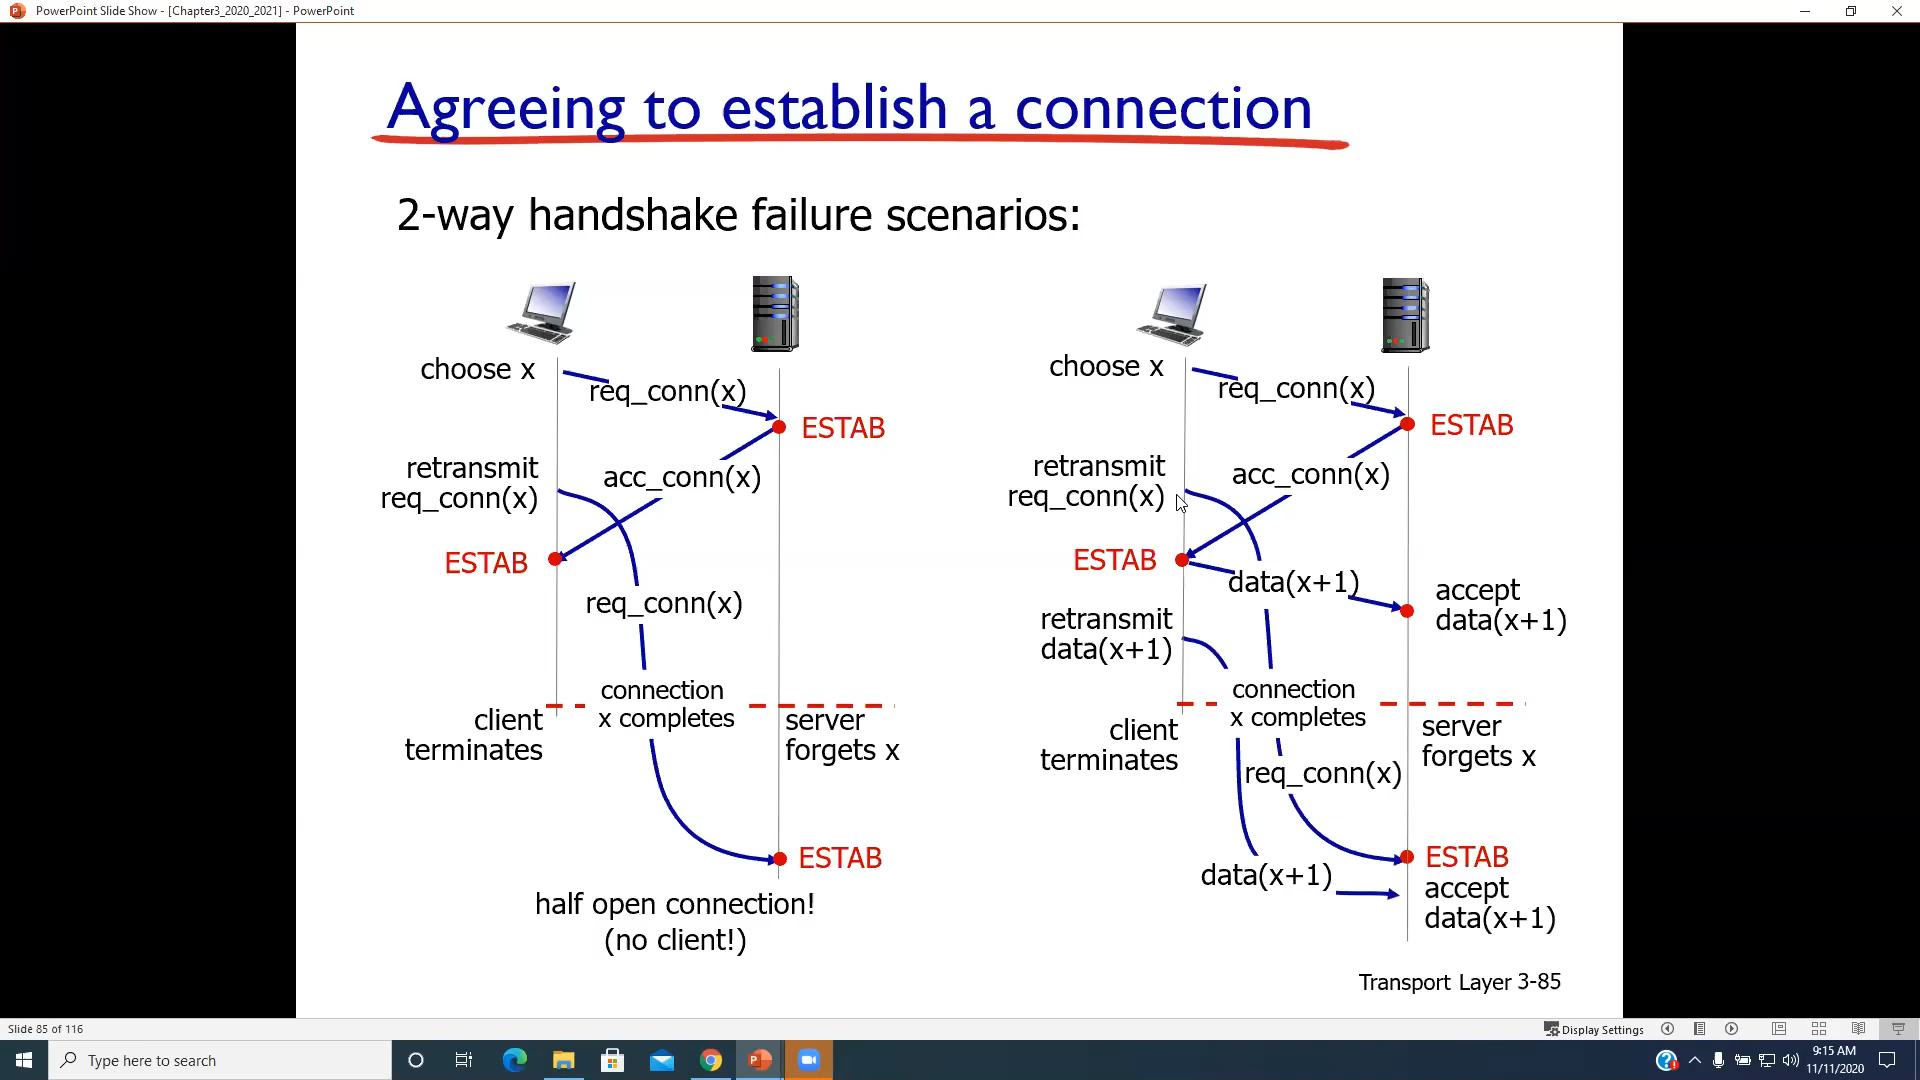 PowerPoint Slide Show - [Chapter3_2020_2021] - PowerPoint
Agreeing to establish a connection
2-way handshake failure scenarios:
choose x
req_conn(x)
ESTAB
retransmit
req_conn(x)
acc_conn(x)
ESTAB
req_conn(x)
connection
x completes
client
terminates
server
forgets x
ESTAB
half open connection!
(no client!)
choose x
req_conn(x)
ESTAB
retransmit
req_conn(x)
acc_conn(x)
ESTAB
data(x+1)
accept
data(x+1)
retransmit
data(x+1)
connection
x completes
client
terminates
server
forgets x
req_conn(x)
ESTAB
data(x+1)
accept
data(x+1)
Transport Layer 3-85
Slide 85 of 116
Display Settings
Type here to search
9:15 AM
11/11/2020